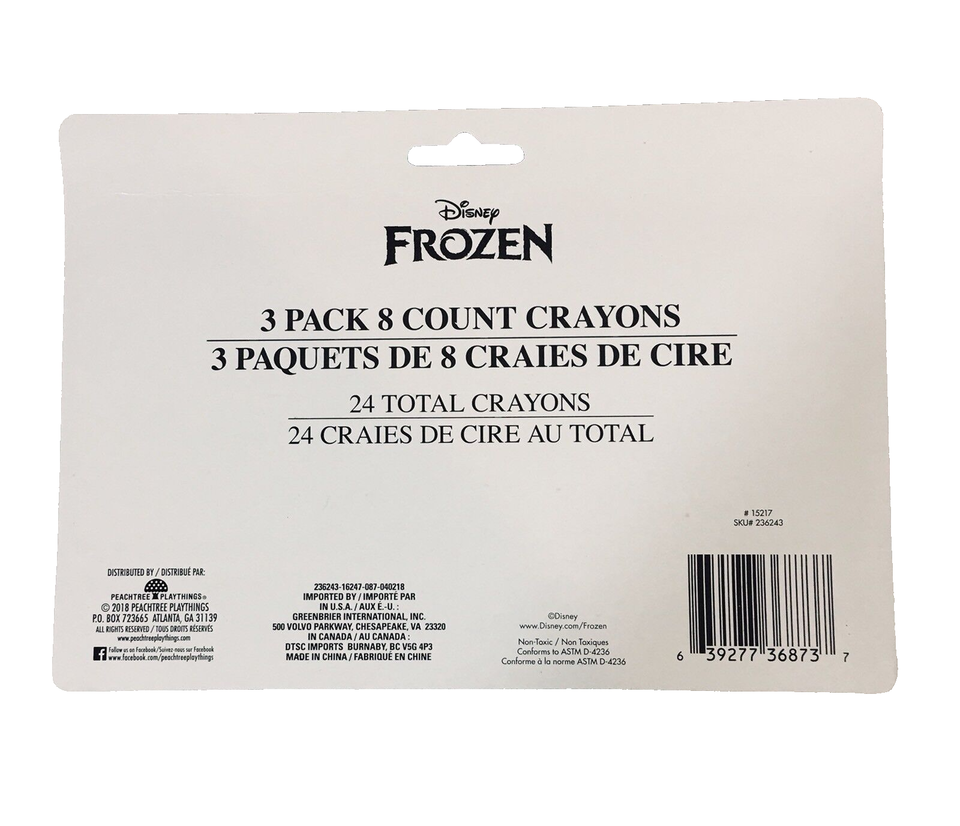 Disney
FROZEN
3 PACK 8 COUNT CRAYONS
3 PAQUETS DE 8 CRAIES DE CIRE
24 TOTAL CRAYONS
24 CRAIES DE CIRE AU TOTAL
# 15217
SKU# 236243
DISTRIBUTED BY / DISTRIBUÉ PAR:
PEACHTREE PLAYTHINGS
© 2018 PEACHTREE PLAYTHINGS
P.O. BOX 723665 ATLANTA, GA 31139
ALL RIGHTS RESERVED / TOUS DROITS RÉSERVÉS
www.peachtreeplaythings.com
Follow us on Facebook/Suivez-nous sur Facebook
www.facebook.com/peachtreeplaythings
236243-16247-087-040218
IMPORTED BY / IMPORTÉ PAR
IN U.S.A. / AUX É.-U. :
GREENBRIER INTERNATIONAL, INC.
500 VOLVO PARKWAY, CHESAPEAKE, VA 23320
IN CANADA / AU CANADA :
DTSC IMPORTS BURNABY, BC V5G 4P3
MADE IN CHINA / FABRIQUÉ EN CHINE
©Disney
www.Disney.com/Frozen
Non-Toxic / Non Toxiques
Conforms to ASTM D-4236
Conforme à la norme ASTM D-4236
6 39277 36873 7